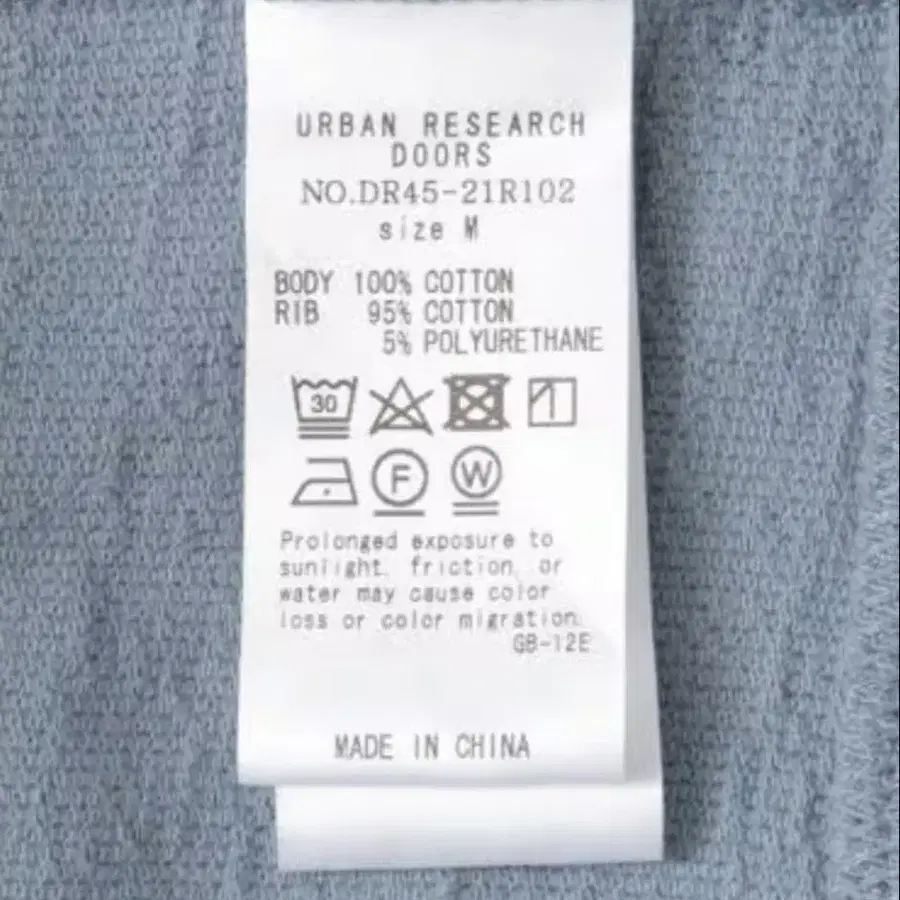 URBAN RESEARCH
DOORS
NO.DR45-21R102
size M
BODY 100% COTTON
RIB 95% COTTON
5% POLYURETHANE
30
F W
Prolonged exposure to
sunlight, friction, or
water may cause color
loss or color migration.
GB-12E
MADE IN CHINA